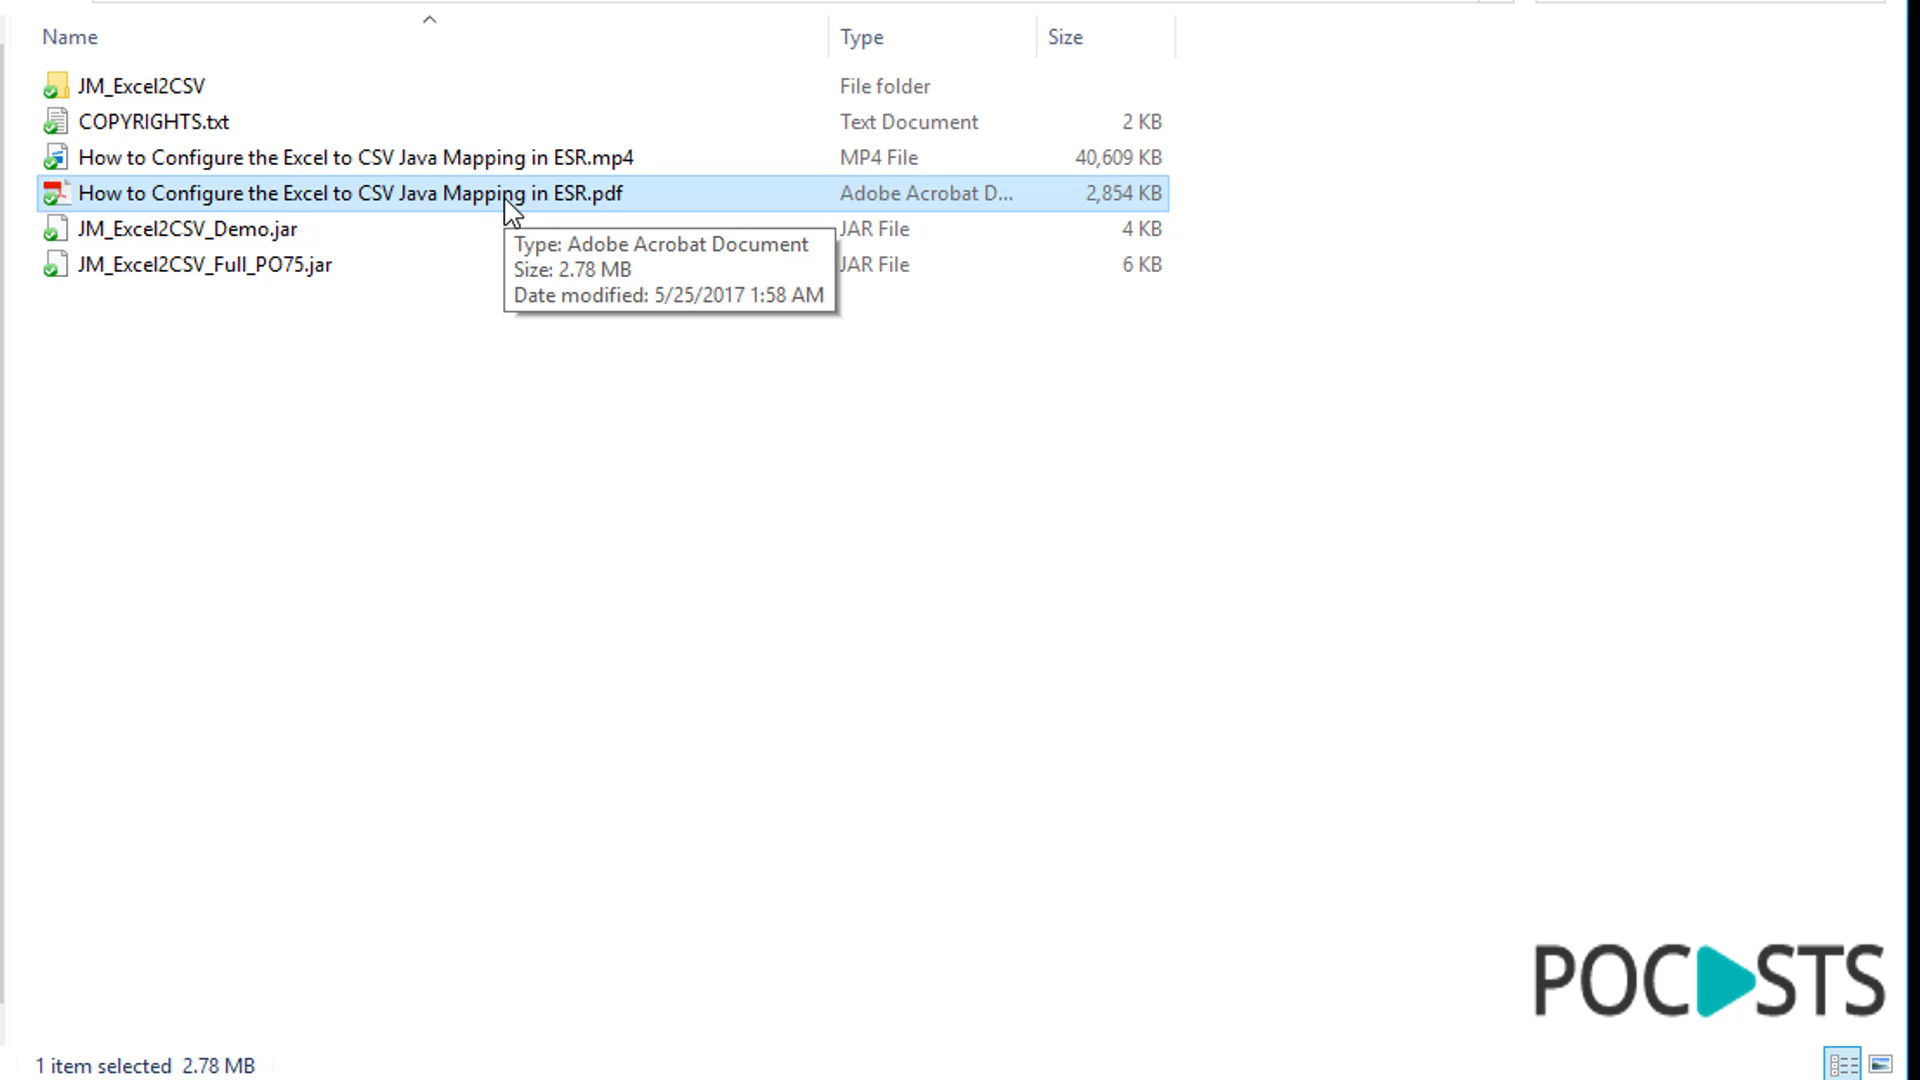 Name Type Size
JM_Excel2CSV File folder
COPYRIGHTS.txt Text Document 2 KB
How to Configure the Excel to CSV Java Mapping in ESR.mp4 MP4 File 40,609 KB
How to Configure the Excel to CSV Java Mapping in ESR.pdf Adobe Acrobat D... 2,854 KB
JM_Excel2CSV_Demo.jar JAR File 4 KB
JM_Excel2CSV_Full_PO75.jar JAR File 6 KB
Type: Adobe Acrobat Document
Size: 2.78 MB
Date modified: 5/25/2017 1:58 AM
POC STS
1 item selected 2.78 MB